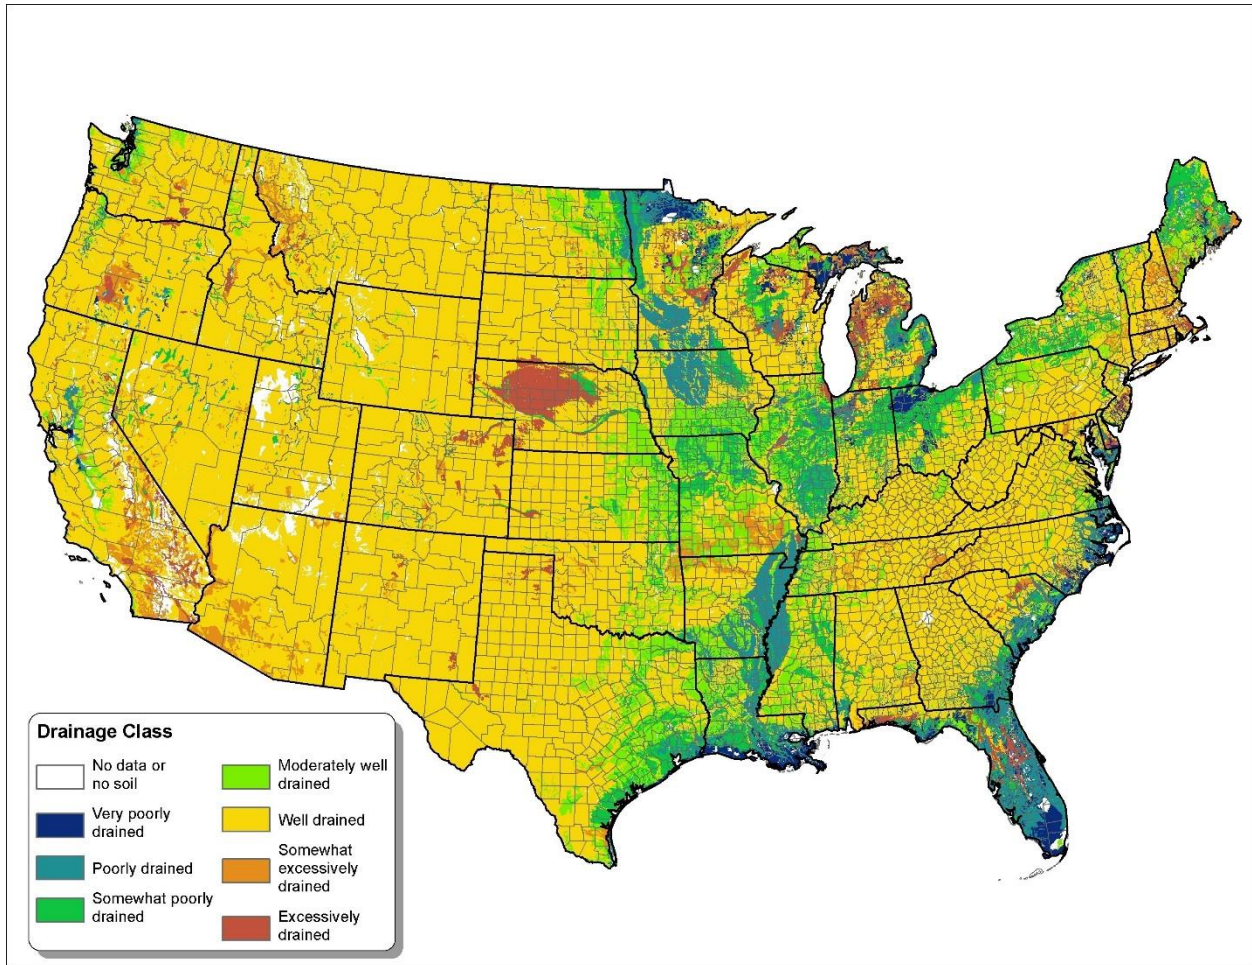 Drainage Class
No data or
no soil
Very poorly
drained
Poorly drained
Somewhat poorly
drained
Moderately well
drained
Well drained
Somewhat
excessively
drained
Excessively
drained